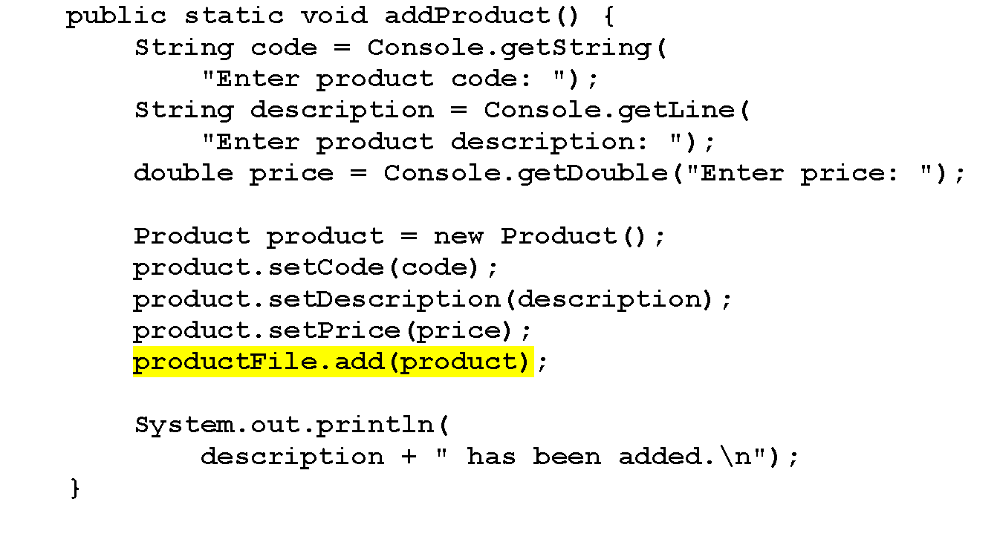 public static void addProduct() {
    String code = Console.getString(
        "Enter product code: ");
    String description = Console.getLine(
        "Enter product description: ");
    double price = Console.getDouble("Enter price: ");

    Product product = new Product();
    product.setCode(code);
    product.setDescription(description);
    product.setPrice(price);
    productFile.add(product);

    System.out.println(
        description + " has been added.\n");
}